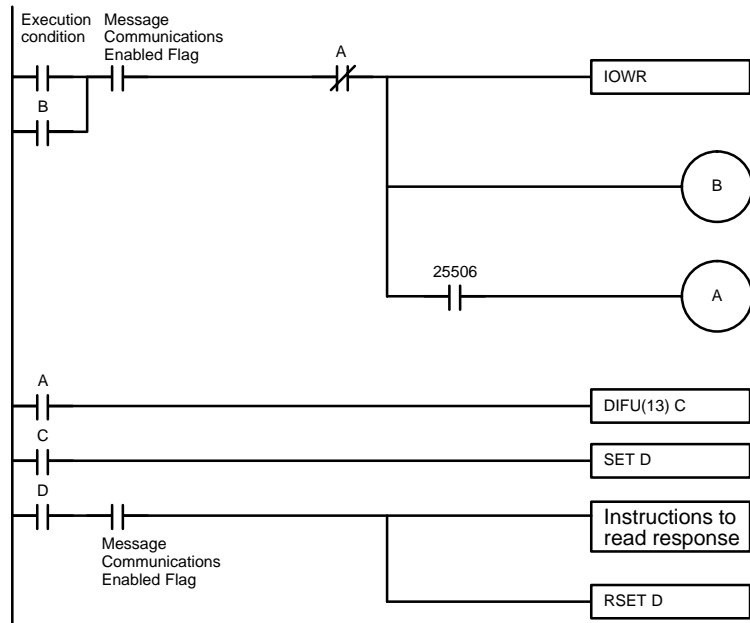 Execution
condition
Message
Communications
Enabled Flag
A
IOWR
B
B
25506
A
A
DIFU(13) C
C
SET D
D
Message
Communications
Enabled Flag
Instructions to
read response
RSET D